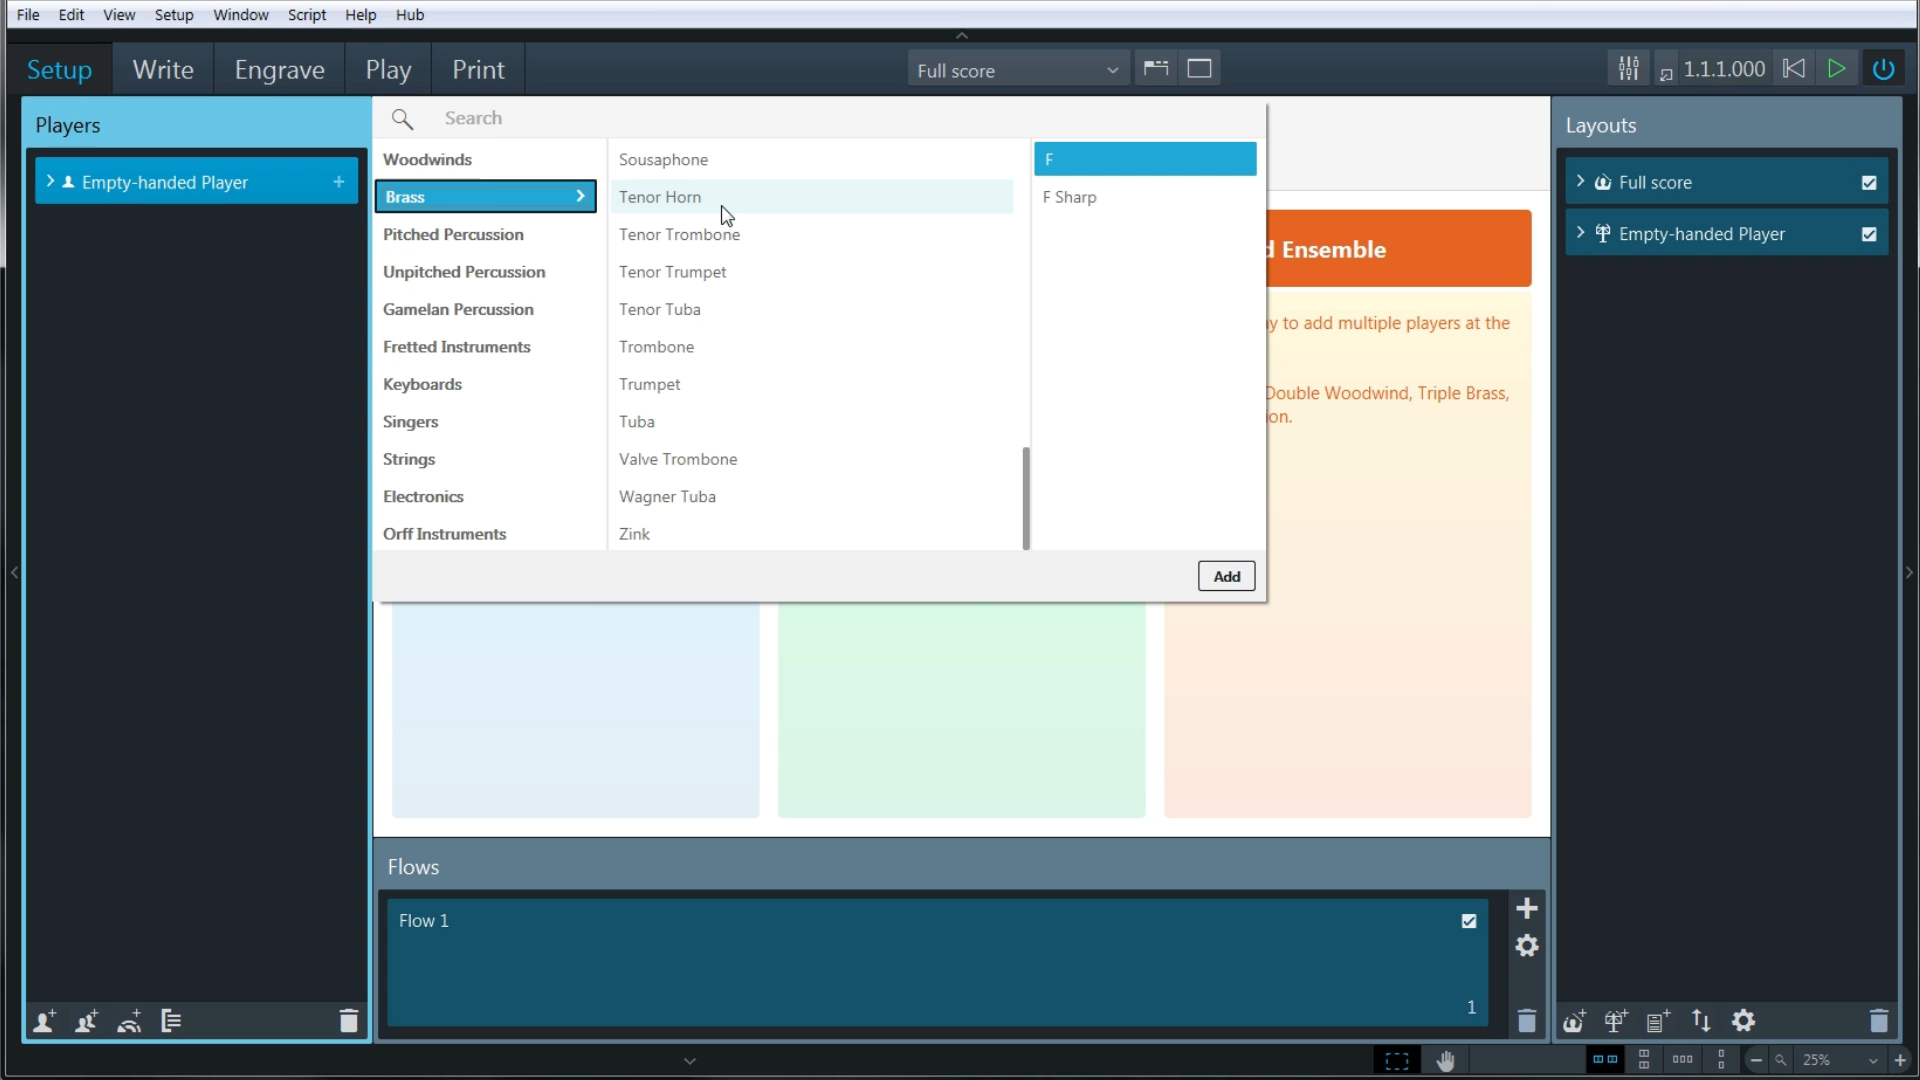 File Edit View Setup Window Script Help Hub
Setup Write Engrave Play Print Full score 1.1.1.000
Players
Empty-handed Player
Search
Woodwinds
Brass
Pitched Percussion
Unpitched Percussion
Gamelan Percussion
Fretted Instruments
Keyboards
Singers
Strings
Electronics
Orff Instruments
Sousaphone
Tenor Horn
Tenor Trombone
Tenor Trumpet
Tenor Tuba
Trombone
Trumpet
Tuba
Valve Trombone
Wagner Tuba
Zink
F
F Sharp
Add
d Ensemble
to add multiple players at the
Double Woodwind, Triple Brass,
ion.
Layouts
Full score
Empty-handed Player
Flows
Flow 1
1
25%